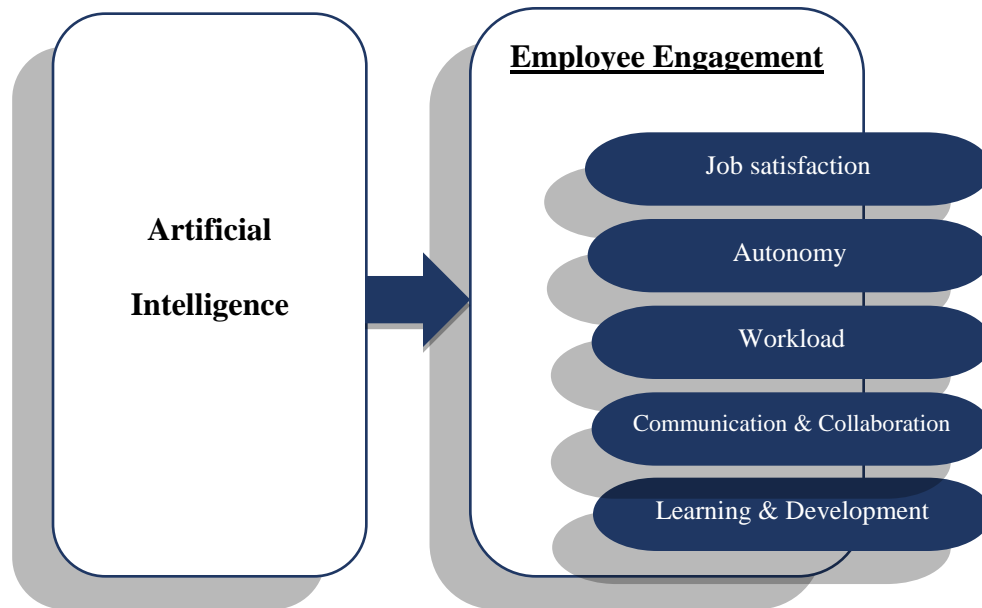 Artificial
Intelligence
Employee Engagement
Job satisfaction
Autonomy
Workload
Communication & Collaboration
Learning & Development